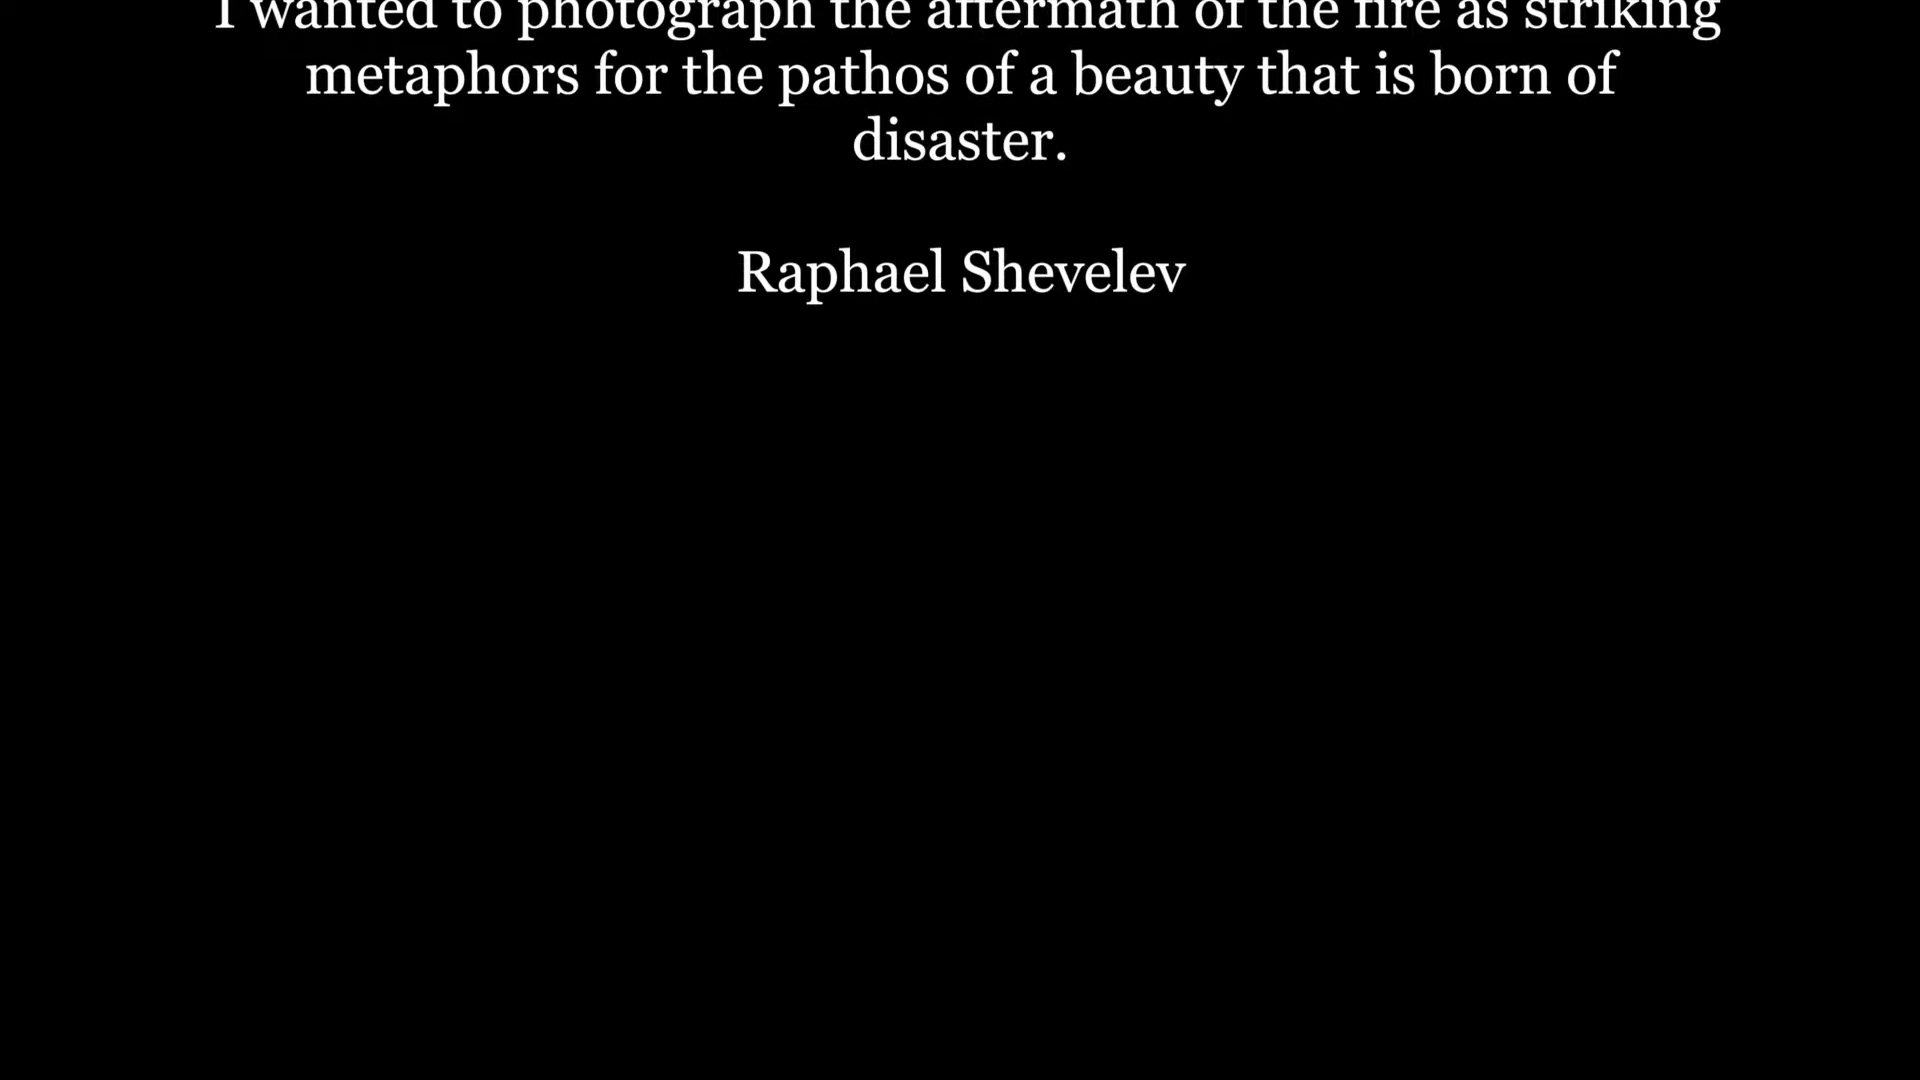 I wanted to photograph the aftermath of the fire as striking
metaphors for the pathos of a beauty that is born of
disaster.
Raphael Shevelev